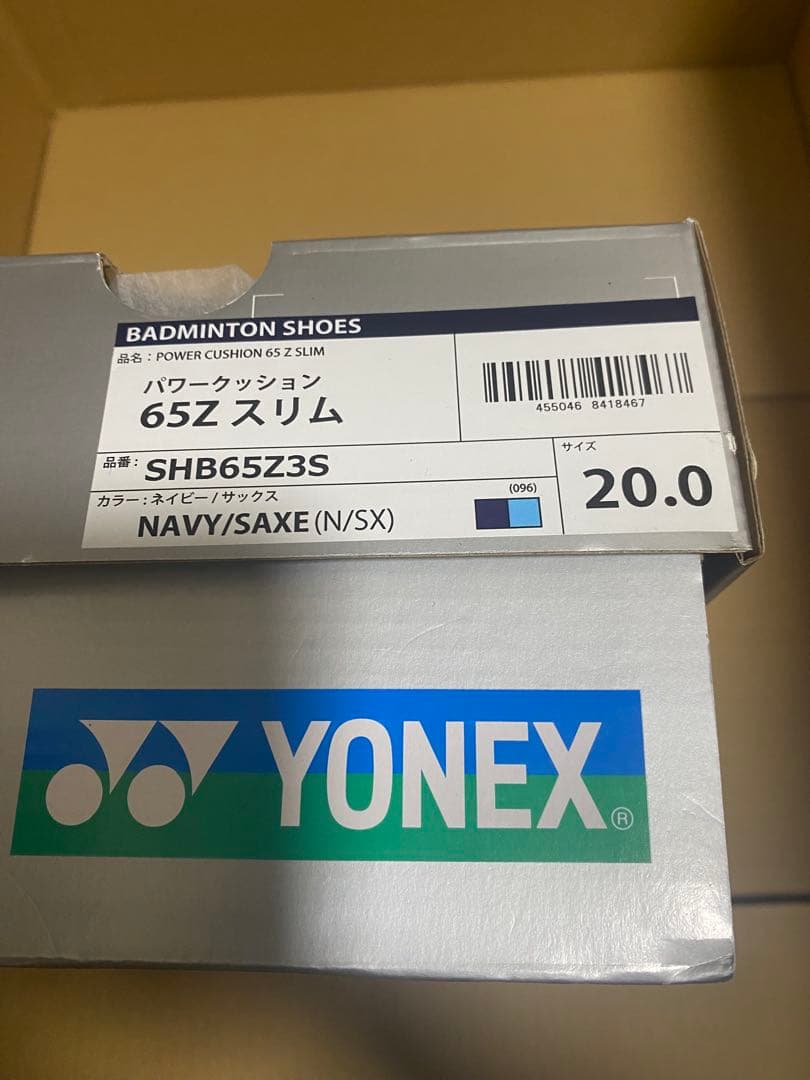 BADMINTON SHOES
品名：POWER CUSHION 65 Z SLIM
パワークッション
65Z スリム
455046 8418467
品番：SHB65Z3S
サイズ
20.0
カラー：ネイビー/サックス
(096)
NAVY/SAXE(N/SX)
YONEX®